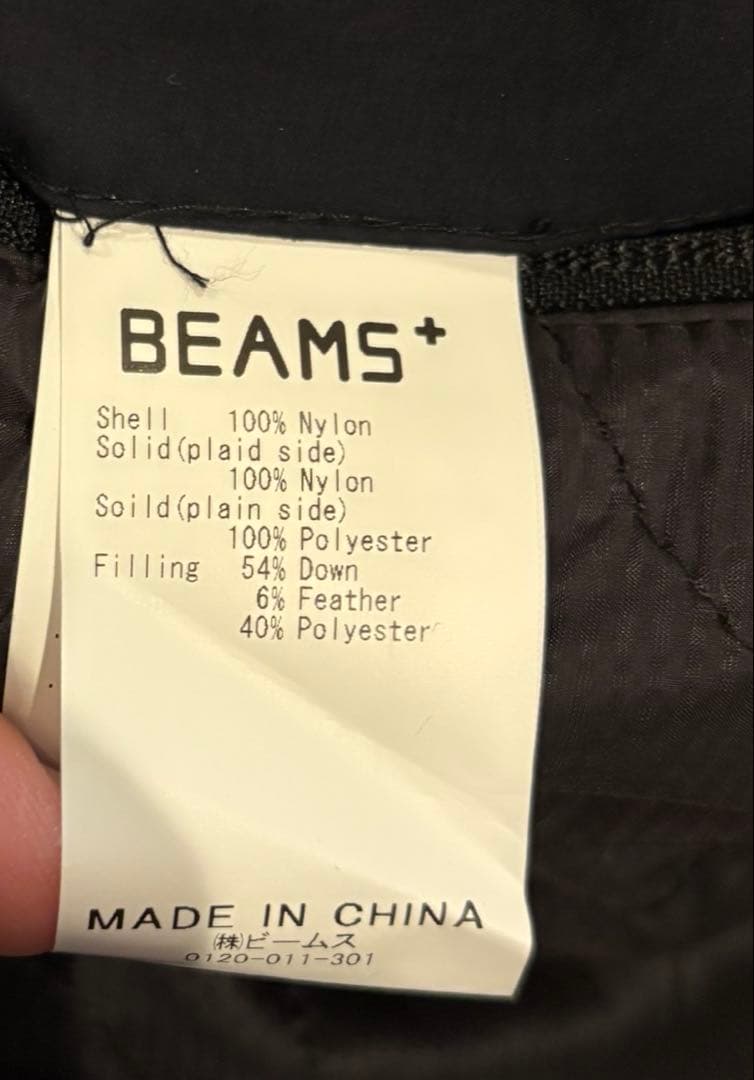 BEAMS+
Shell 100% Nylon
Solid(plaid side)
100% Nylon
Soild(plain side)
100% Polyester
Filling 54% Down
6% Feather
40% Polyester
MADE IN CHINA
㈱ビームス
0120-011-301